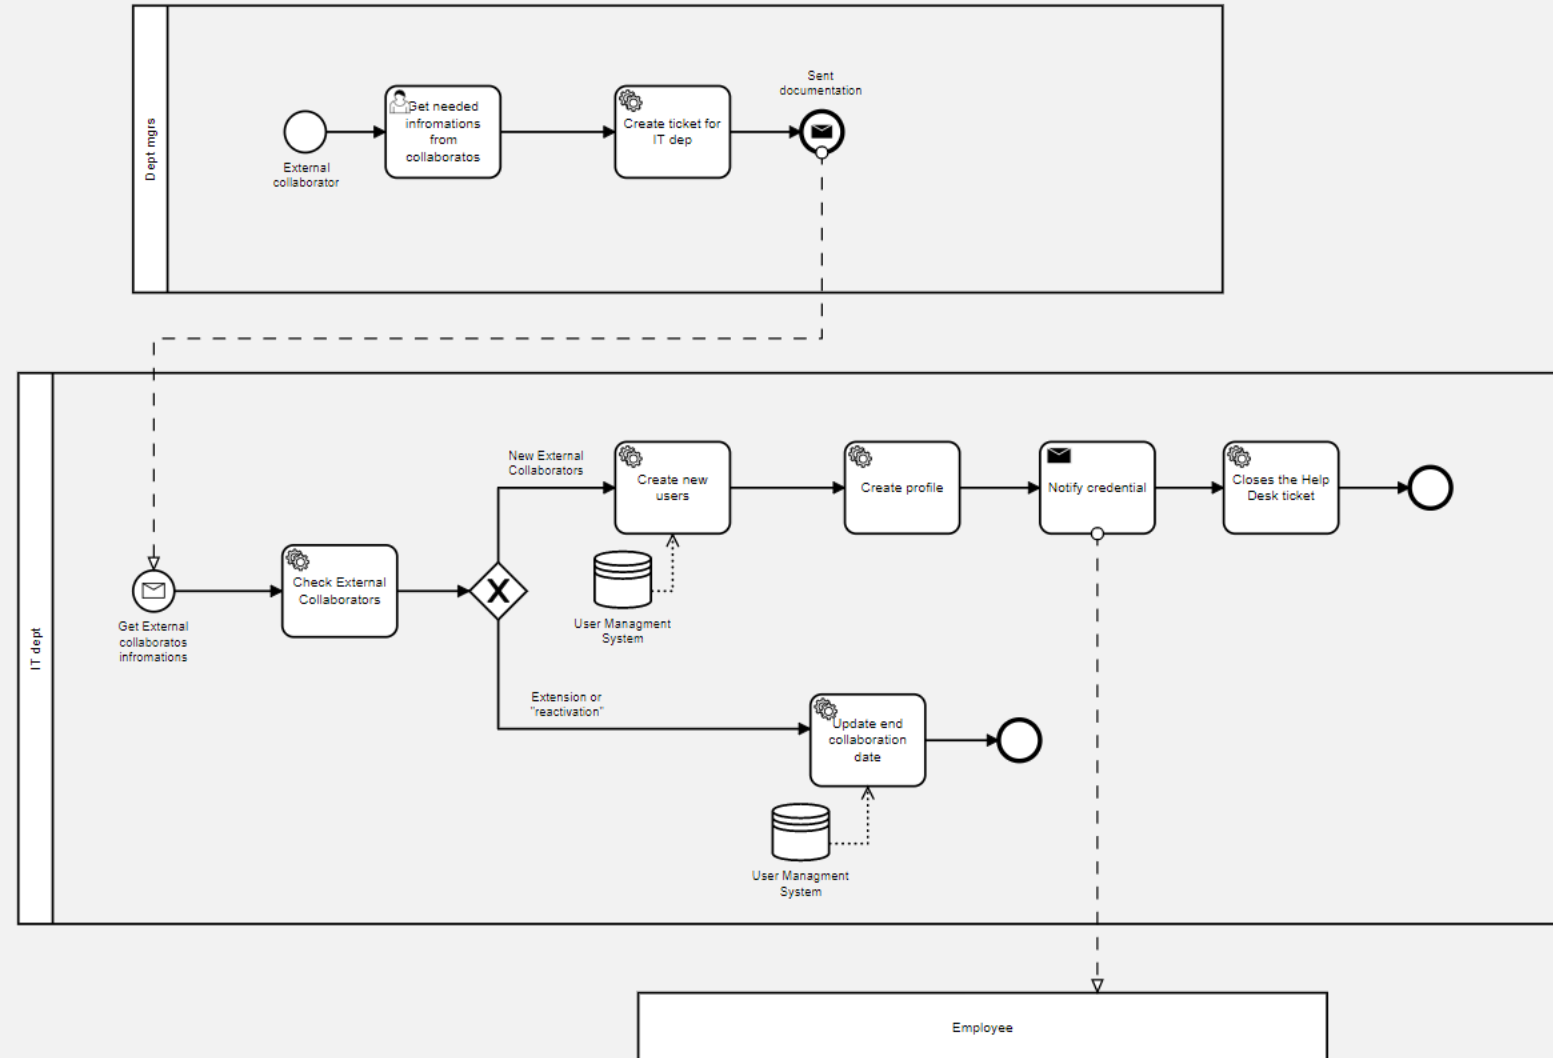 Sent
documentation
Dept mgrs
Get needed
infromations
from
collaboratos
Create ticket for
IT dep
External
collaborator
IT dept
New External
Collaborators
Create new
users
Create profile
Notify credential
Closes the Help
Desk ticket
Check External
Collaborators
Get External
collaboratos
infromations
User Managment
System
Extension or
"reactivation"
Update end
collaboration
date
User Managment
System
Employee